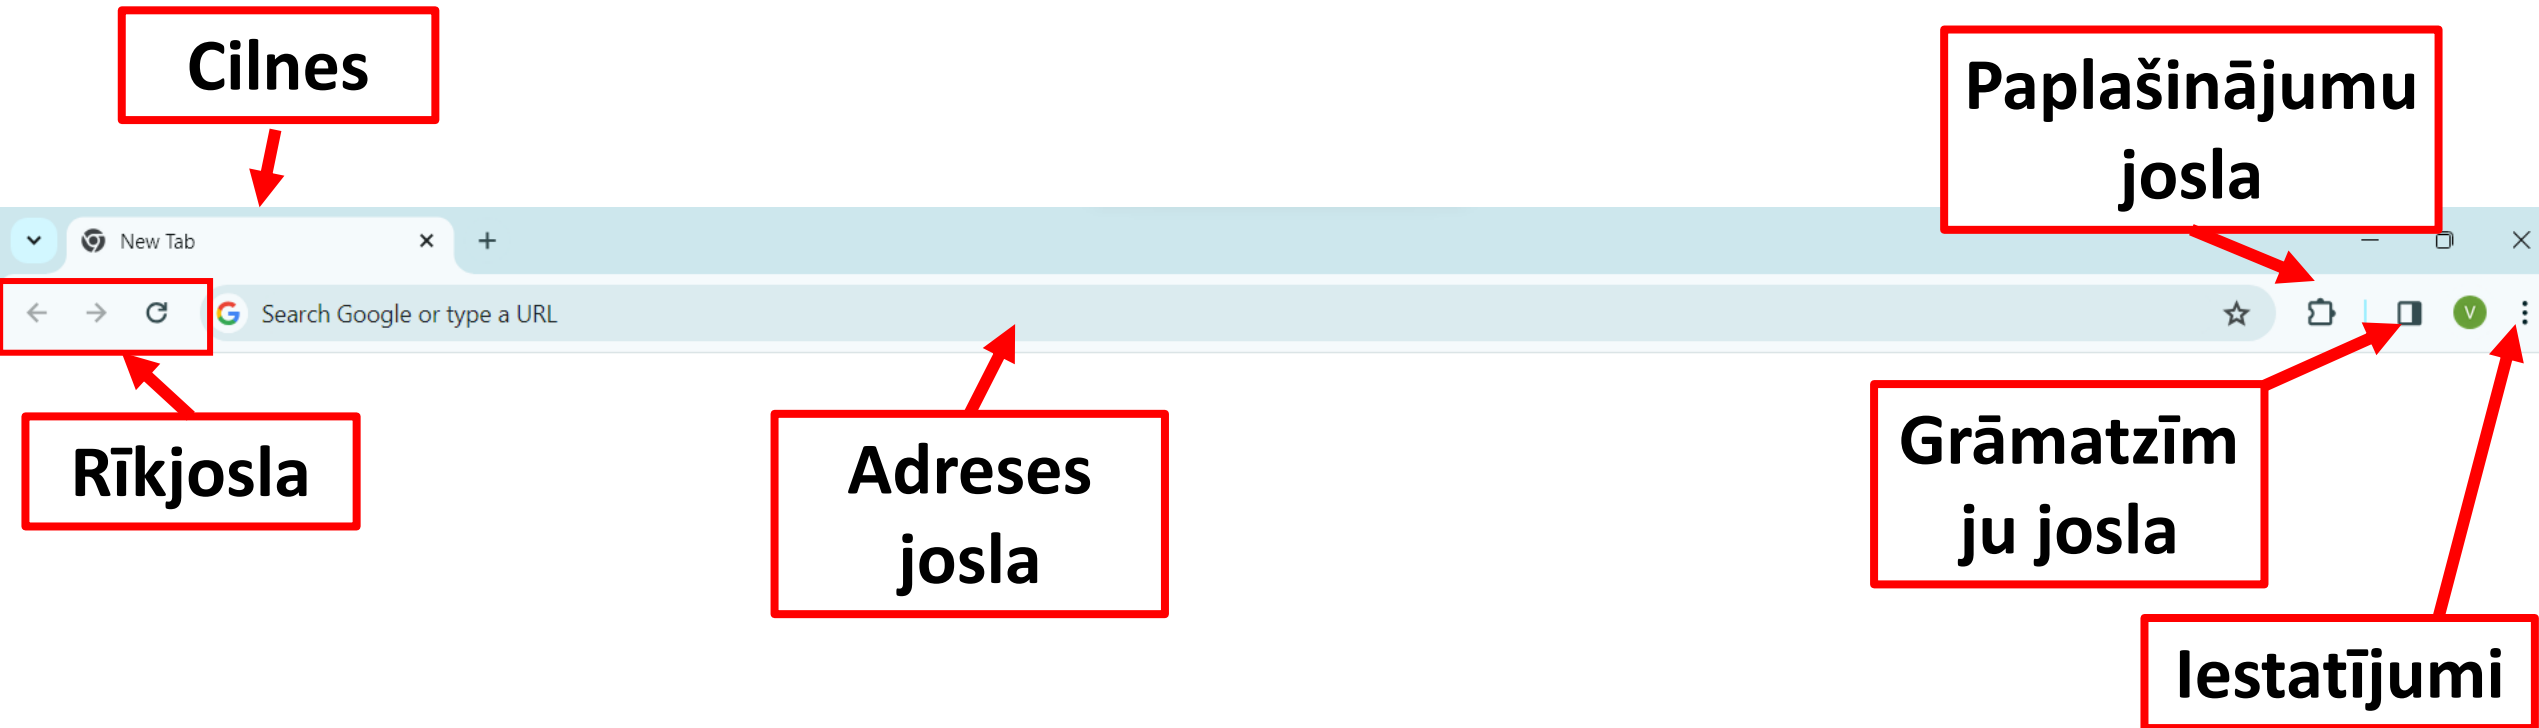 Cilnes
Paplašinājumu
josla
New Tab
Search Google or type a URL
V
Rīkjosla
Adreses
josla
Grāmatzīm
ju josla
Iestatījumi